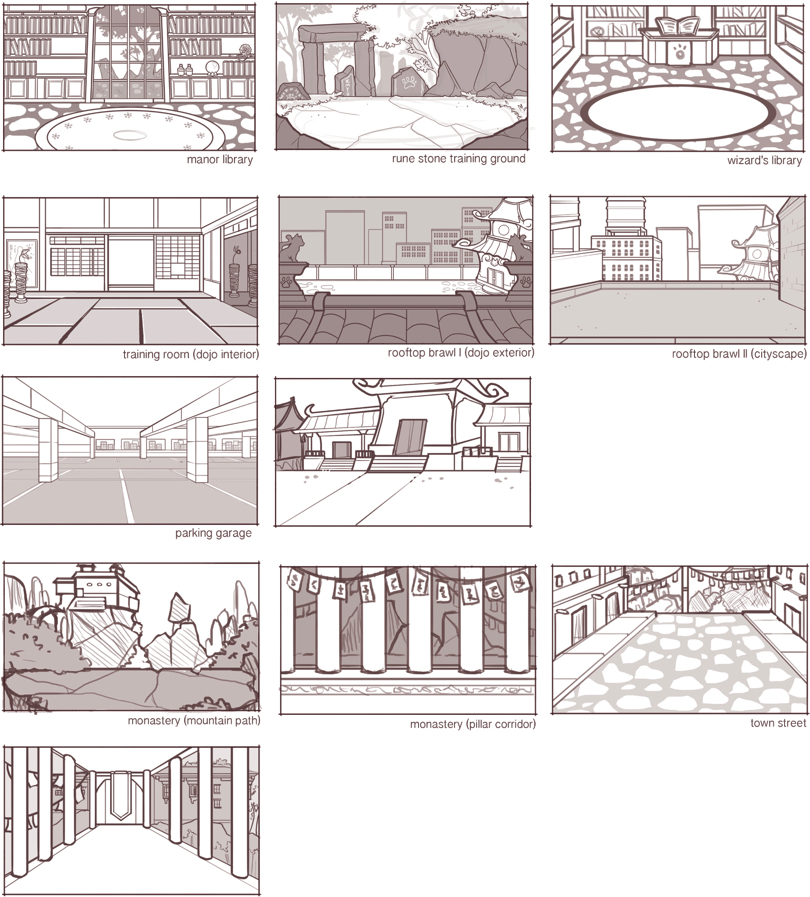 manor library
rune stone training ground
wizard's library
training room (dojo interior)
rooftop brawl I (dojo exterior)
rooftop brawl II (cityscape)
parking garage
monastery (mountain path)
monastery (pillar corridor)
town street